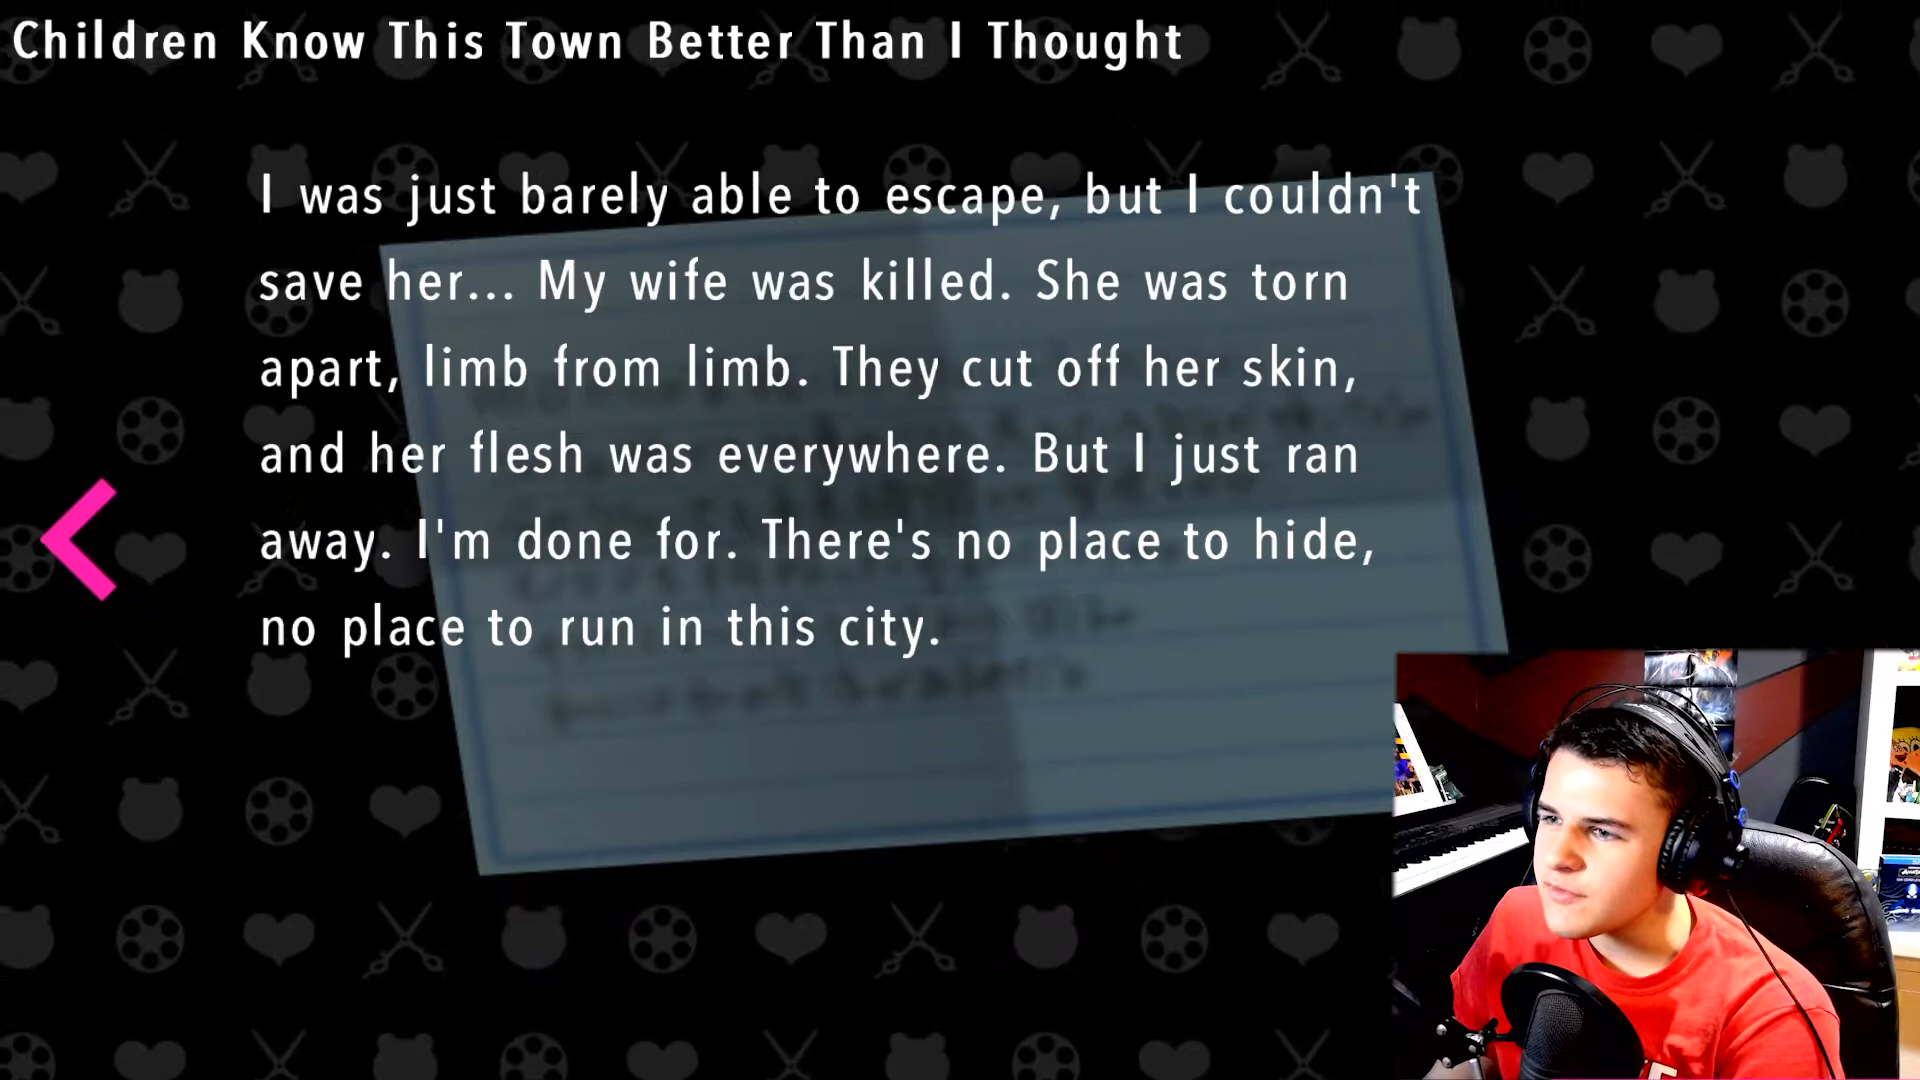 Children Know This Town Better Than I Thought
I was just barely able to escape, but I couldn't
save her... My wife was killed. She was torn
apart, limb from limb. They cut off her skin,
and her flesh was everywhere. But I just ran
away. I'm done for. There's no place to hide,
no place to run in this city.